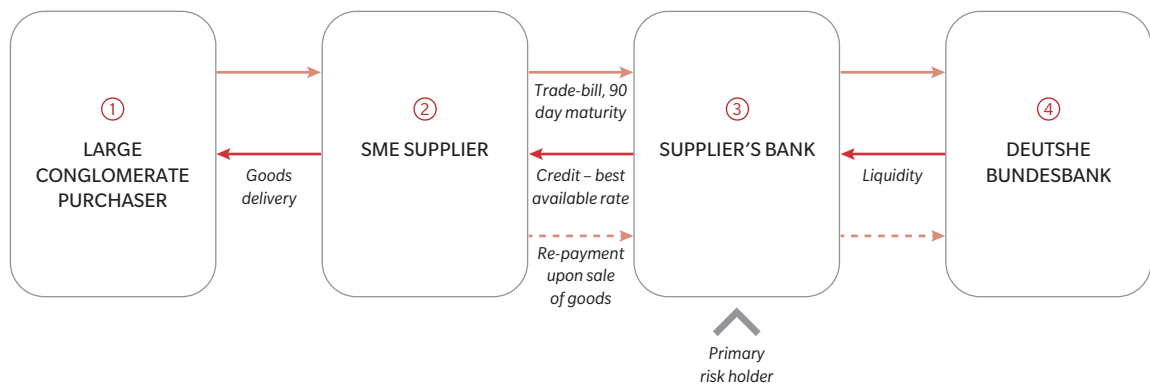 1
LARGE
CONGLOMERATE
PURCHASER
Goods
delivery
2
SME SUPPLIER
Trade-bill, 90
day maturity
Credit – best
available rate
Re-payment
upon sale
of goods
3
SUPPLIER’S BANK
Primary
risk holder
Liquidity
4
DEUTSHE
BUNDESBANK